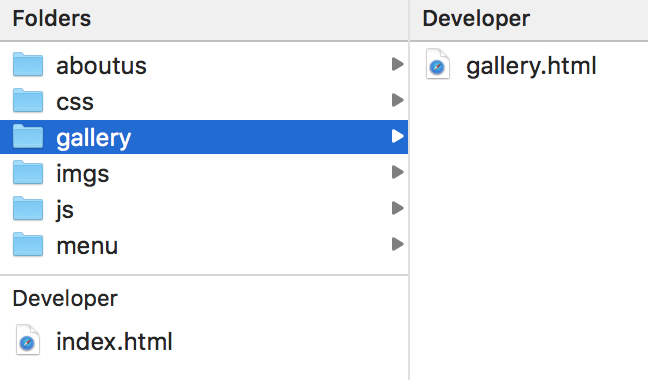 Folders
aboutus
css
gallery
imgs
js
menu
Developer
index.html
Developer
gallery.html